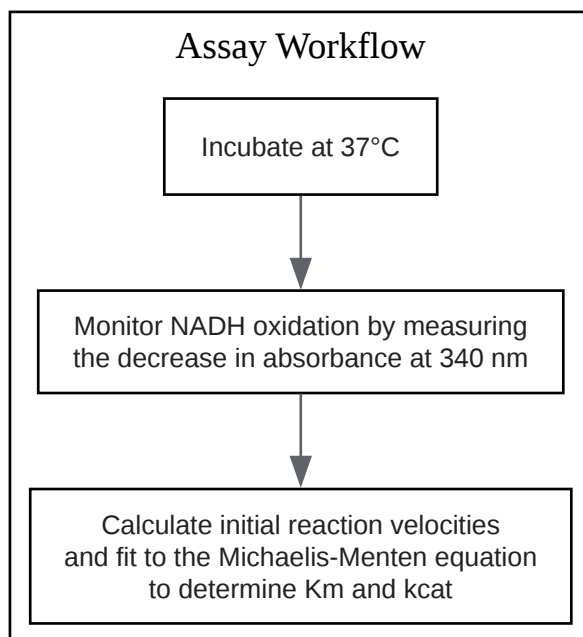 Assay Workflow
Incubate at 37°C
Monitor NADH oxidation by measuring
the decrease in absorbance at 340 nm
Calculate initial reaction velocities
and fit to the Michaelis-Menten equation
to determine Km and kcat